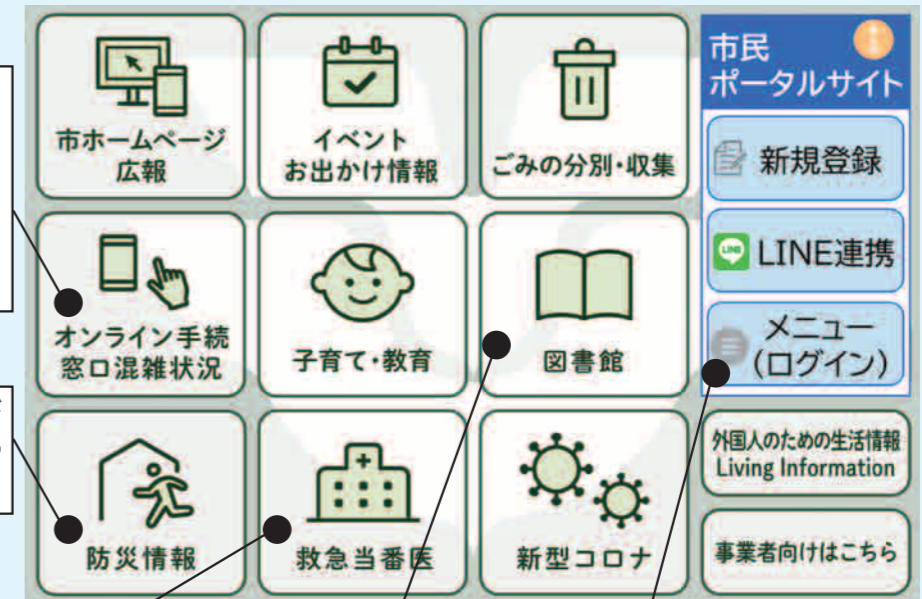 市ホームページ
広報
イベント
お出かけ情報
ごみの分別・収集
市民
ポータルサイト
新規登録
LINE
LINE連携
メニュー
(ログイン)
オンライン手続
窓口混雑状況
子育て・教育
図書館
防災情報
救急当番医
新型コロナ
外国人のための生活情報
Living Information
事業者向けはこちら